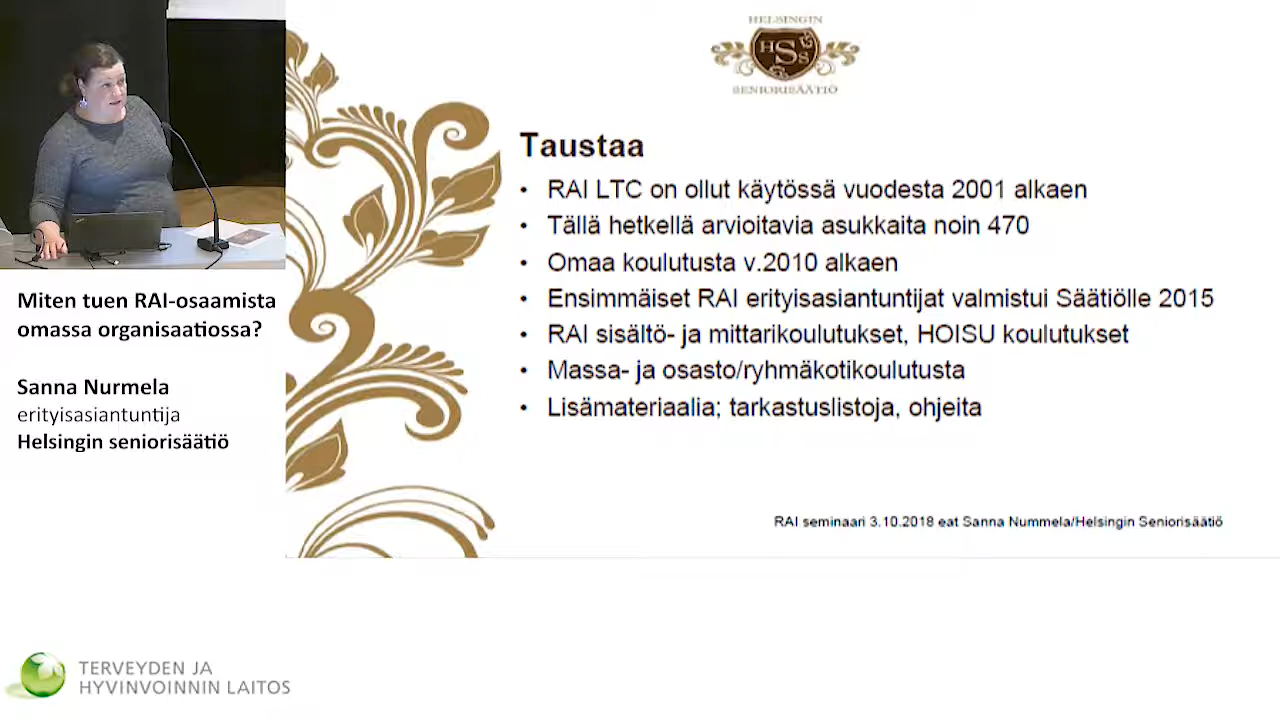 HELSINGIN
HSS
SENIORISÄÄTIÖ
Taustaa
• RAI LTC on ollut käytössä vuodesta 2001 alkaen
• Tällä hetkellä arvioitavia asukkaita noin 470
• Omaa koulutusta v.2010 alkaen
• Ensimmäiset RAI erityisasiantuntijat valmistui Säätiölle 2015
• RAI sisältö- ja mittarikoulutukset, HOISU koulutukset
• Massa- ja osasto/ryhmäkotikoulutusta
• Lisämateriaalia; tarkastuslistoja, ohjeita
RAI seminaari 3.10.2018 eat Sanna Nummela/Helsingin Seniorisäätiö
Miten tuen RAI-osaamista
omassa organisaatiossa?
Sanna Nurmela
erityisasiantuntija
Helsingin seniorisäätiö
TERVEYDEN JA
HYVINVOINNIN LAITOS